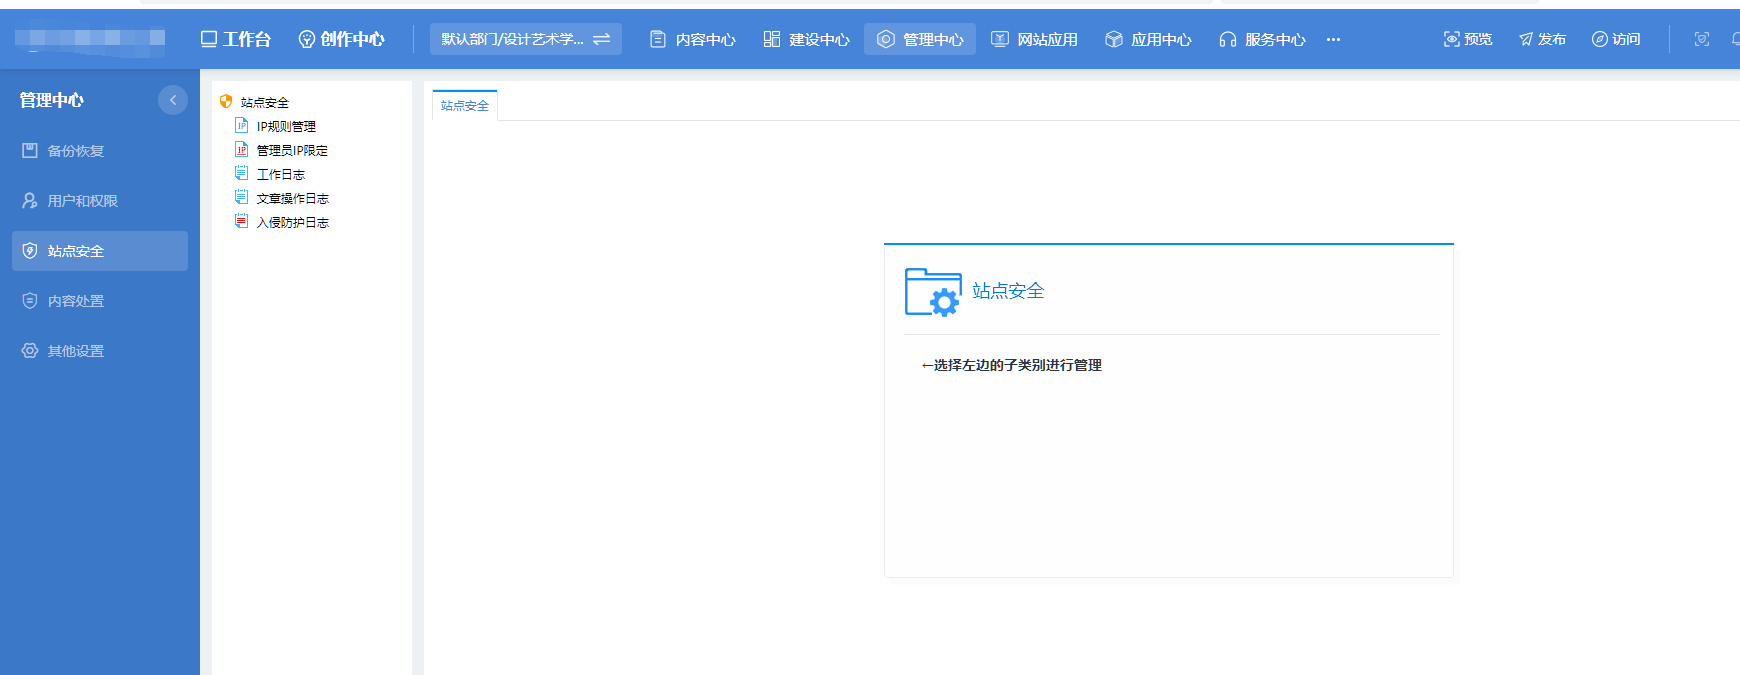 工作台 创作中心 默认部门/设计艺术学... 内容中心 建设中心 管理中心 网站应用 应用中心 服务中心 ... 预览 发布 访问
管理中心
备份恢复
用户和权限
站点安全
内容处置
其他设置
站点安全
IP规则管理
管理员IP限定
工作日志
文章操作日志
入侵防护日志
站点安全
站点安全
←选择左边的子类别进行管理